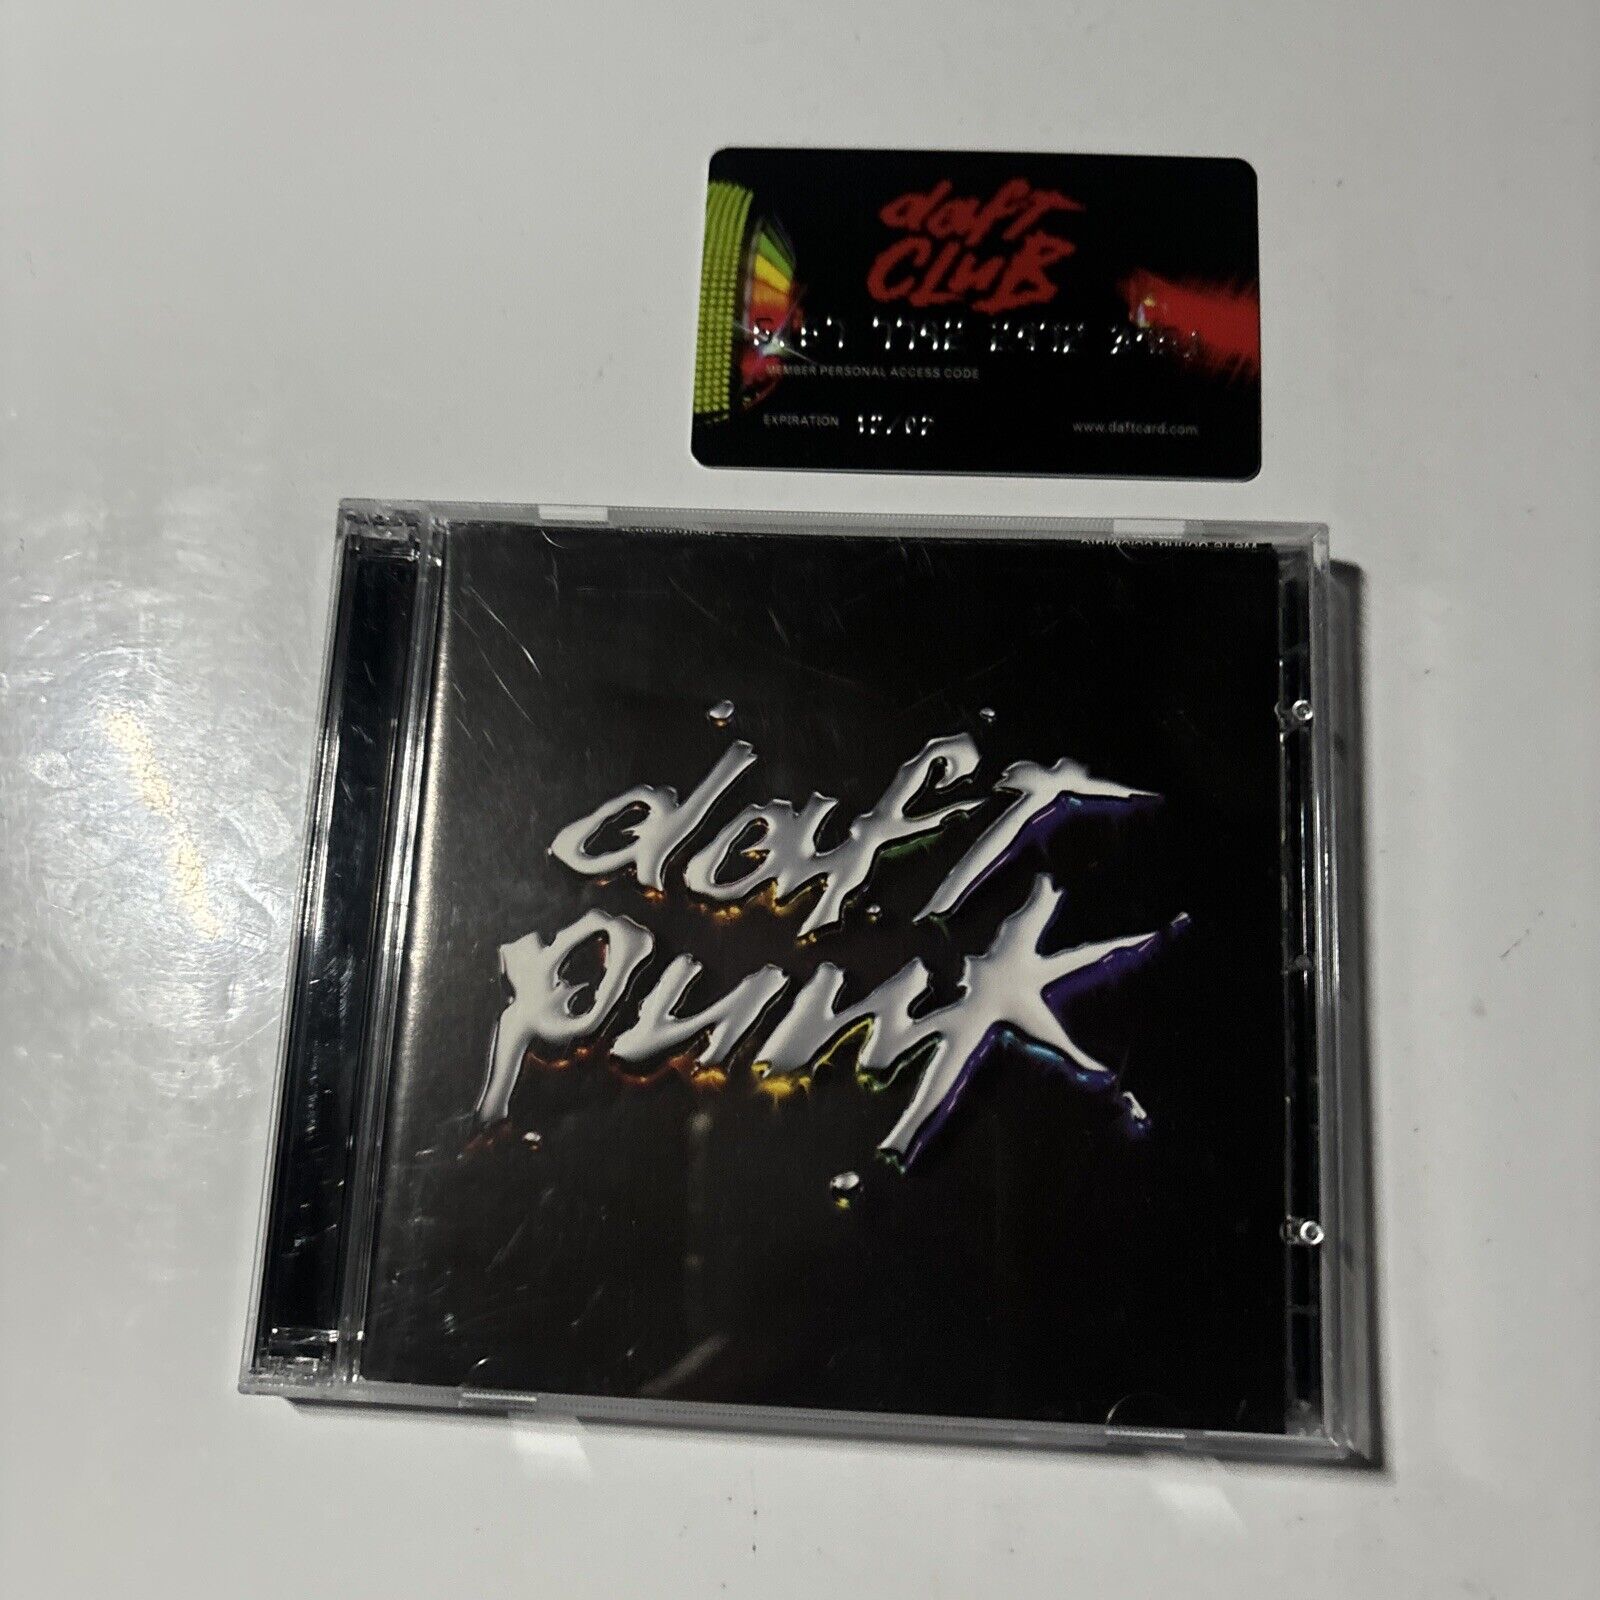 daft
CLUB
MEMBER PERSONAL ACCESS CODE
EXPIRATION
www.daftcard.com
daft
punk